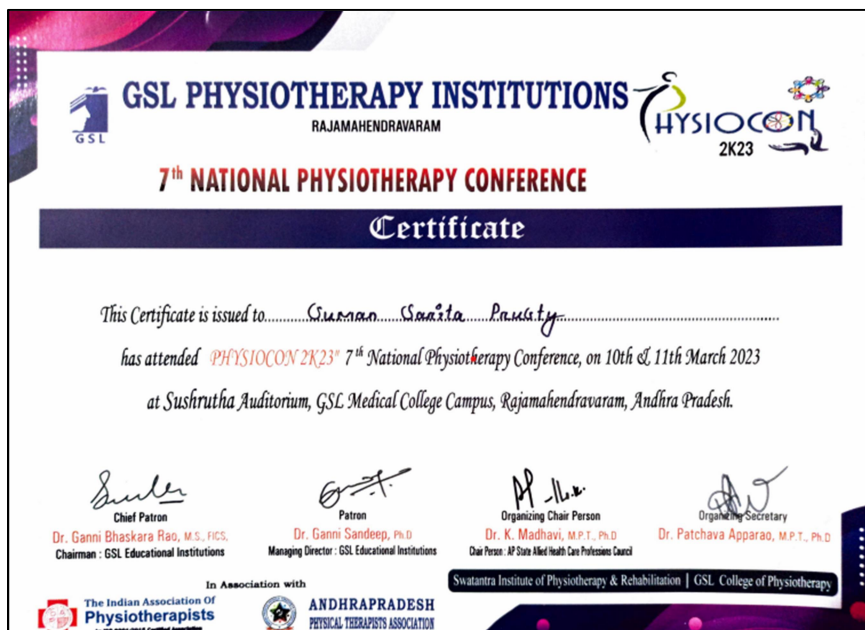 GSL
GSL PHYSIOTHERAPY INSTITUTIONS
RAJAMAHENDRAVARAM
PHYSIOCON
2K23
7th NATIONAL PHYSIOTHERAPY CONFERENCE
Certificate
This Certificate is issued to.......Suman Sarita Prusty.......
has attended PHYSIOCON 2K23" 7th National Physiotherapy Conference, on 10th & 11th March 2023
at Sushrutha Auditorium, GSL Medical College Campus, Rajamahendravaram, Andhra Pradesh.
Chief Patron
Dr. Ganni Bhaskara Rao, M.S., FICS,
Chairman : GSL Educational Institutions
Patron
Dr. Ganni Sandeep, Ph.D
Managing Director : GSL Educational Institutions
Organizing Chair Person
Dr. K. Madhavi, M.P.T., Ph.D
Chair Person : AP State Allied Health Care Professions Council
Organizing Secretary
Dr. Patchava Apparao, M.P.T., Ph.D
Swatantra Institute of Physiotherapy & Rehabilitation | GSL College of Physiotherapy
In Association with
The Indian Association Of
Physiotherapists
ANDHRAPRADESH
PHYSICAL THERAPISTS ASSOCIATION